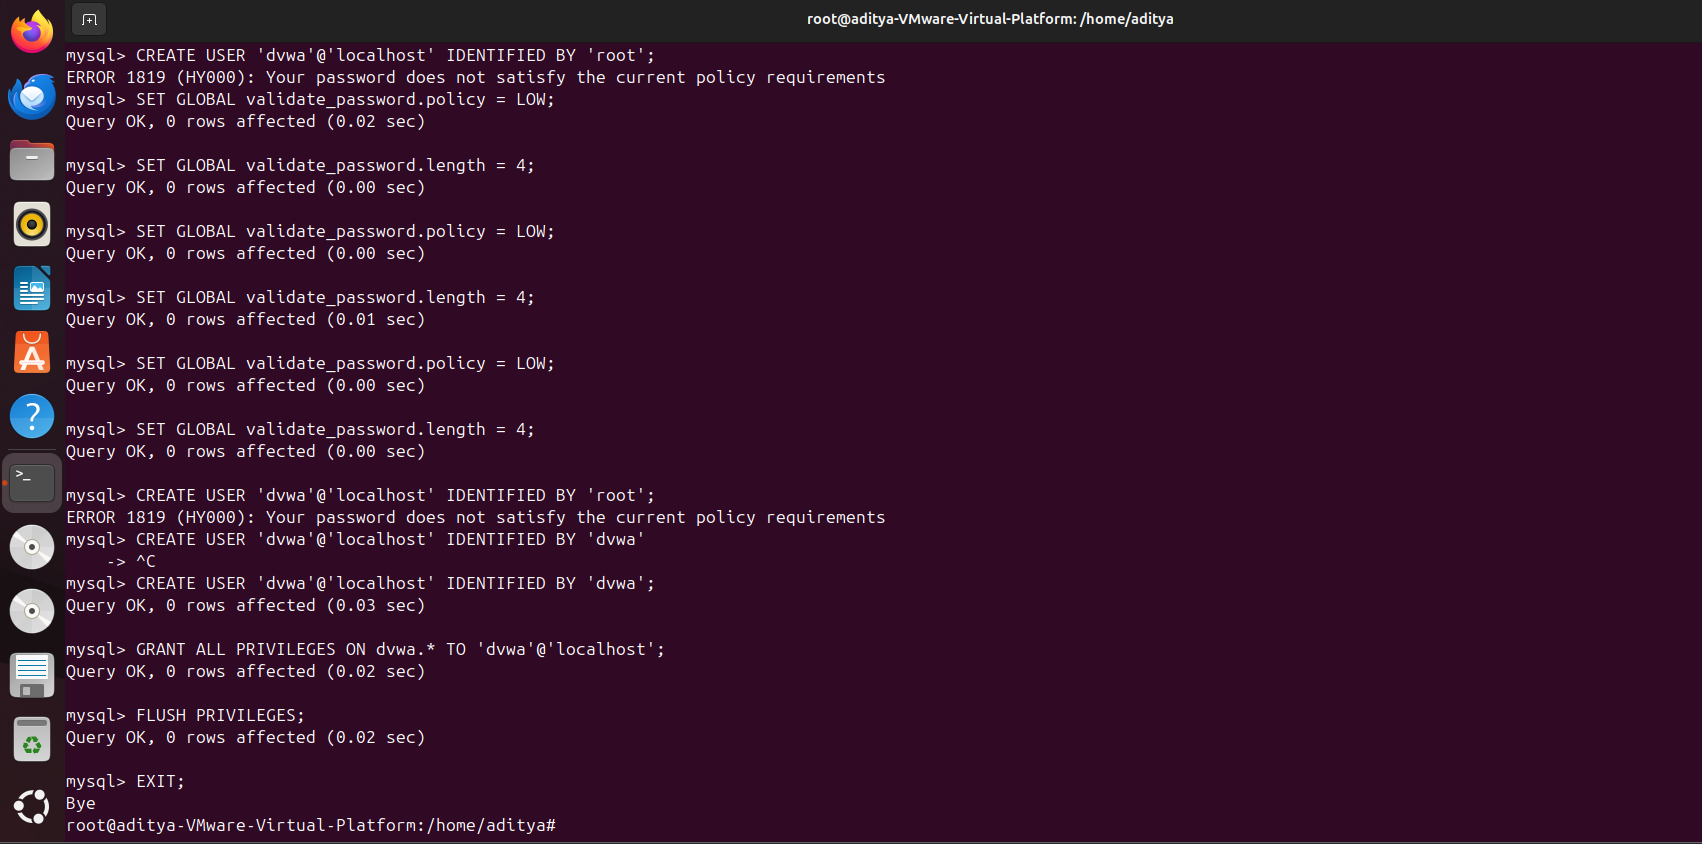 root@aditya-VMware-Virtual-Platform: /home/aditya
mysql> CREATE USER 'dvwa'@'localhost' IDENTIFIED BY 'root';
ERROR 1819 (HY000): Your password does not satisfy the current policy requirements
mysql> SET GLOBAL validate_password.policy = LOW;
Query OK, 0 rows affected (0.02 sec)

mysql> SET GLOBAL validate_password.length = 4;
Query OK, 0 rows affected (0.00 sec)

mysql> SET GLOBAL validate_password.policy = LOW;
Query OK, 0 rows affected (0.00 sec)

mysql> SET GLOBAL validate_password.length = 4;
Query OK, 0 rows affected (0.01 sec)

mysql> SET GLOBAL validate_password.policy = LOW;
Query OK, 0 rows affected (0.00 sec)

mysql> SET GLOBAL validate_password.length = 4;
Query OK, 0 rows affected (0.00 sec)

mysql> CREATE USER 'dvwa'@'localhost' IDENTIFIED BY 'root';
ERROR 1819 (HY000): Your password does not satisfy the current policy requirements
mysql> CREATE USER 'dvwa'@'localhost' IDENTIFIED BY 'dvwa'
    -> ^C
mysql> CREATE USER 'dvwa'@'localhost' IDENTIFIED BY 'dvwa';
Query OK, 0 rows affected (0.03 sec)

mysql> GRANT ALL PRIVILEGES ON dvwa.* TO 'dvwa'@'localhost';
Query OK, 0 rows affected (0.02 sec)

mysql> FLUSH PRIVILEGES;
Query OK, 0 rows affected (0.02 sec)

mysql> EXIT;
Bye
root@aditya-VMware-Virtual-Platform:/home/aditya#